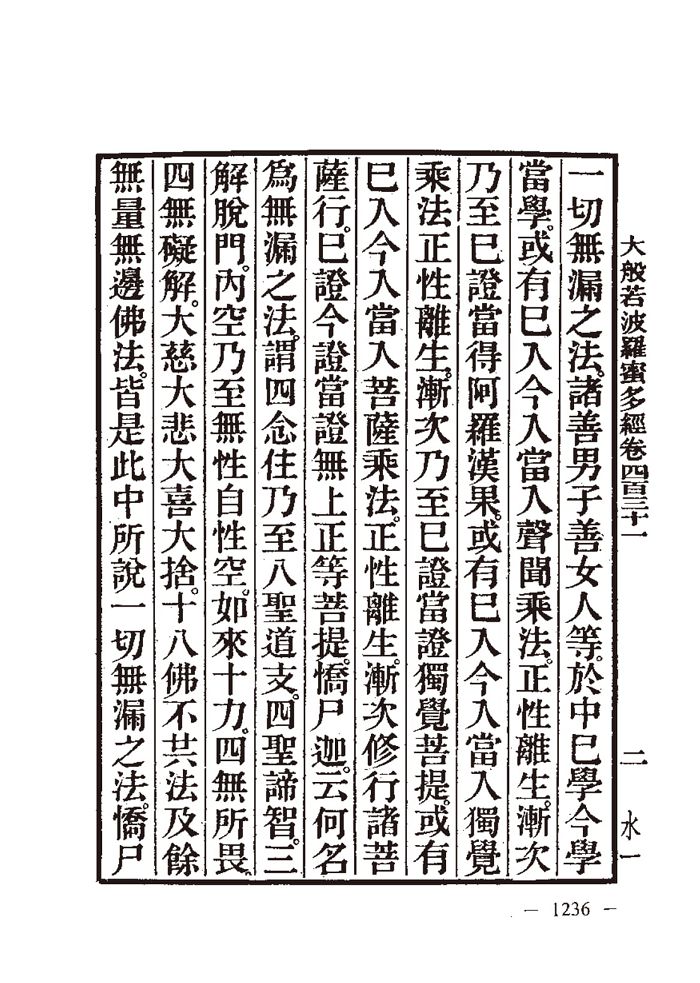 大般若波羅蜜多經卷四百三十一 二 水一
一切無漏之法。諸善男子善女人等。於中巳學今學
當學。或有巳入今入當入聲聞乘法。正性離生。漸次
乃至巳證當得阿羅漢果。或有巳入今入當入獨覺
乘法正性離生。漸次乃至巳證當證獨覺菩提。或有
巳入今入當入菩薩乘法。正性離生。漸次修行諸菩
薩行。巳證今證當證無上正等菩提。憍尸迦。云何名
爲無漏之法。謂四念住乃至八聖道支。四聖諦智。三
解脫門。內空乃至無性自性空。如來十力。四無所畏。
四無礙解。大慈大悲大喜大捨。十八佛不共法及餘
無量無邊佛法。皆是此中所說一切無漏之法。憍尸
— 1236 —